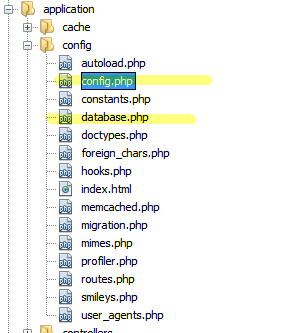 application
cache
config
autoload.php
config.php
constants.php
database.php
doctypes.php
foreign_chars.php
hooks.php
index.html
memcached.php
migration.php
mimes.php
profiler.php
routes.php
smileys.php
user_agents.php
controllers